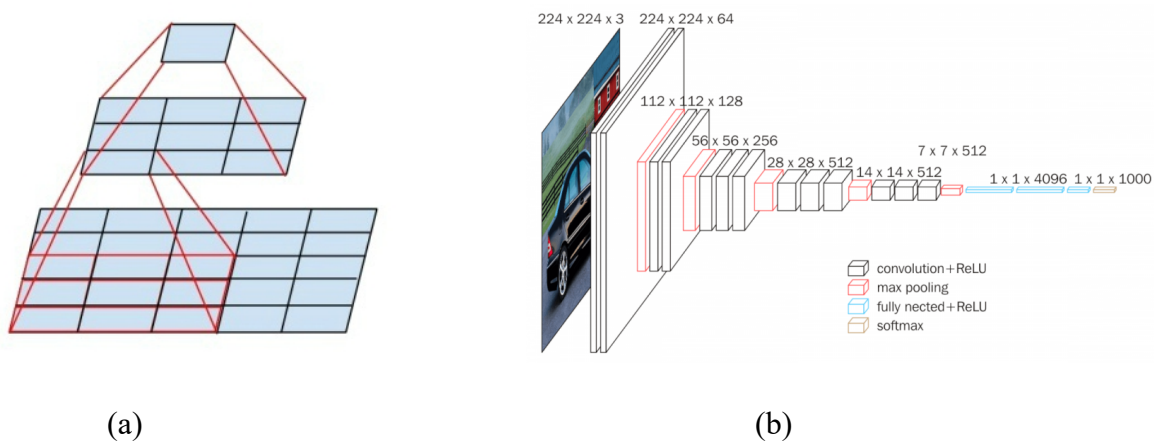 224 x 224 x 3 224 x 224 x 64
112 x 112 x 128
56 x 56 x 256
28 x 28 x 512
14 x 14 x 512
7 x 7 x 512
1 x 1 x 4096 1 x 1 x 1000
convolution+ReLU
max pooling
fully nected+ReLU
softmax
(a) (b)